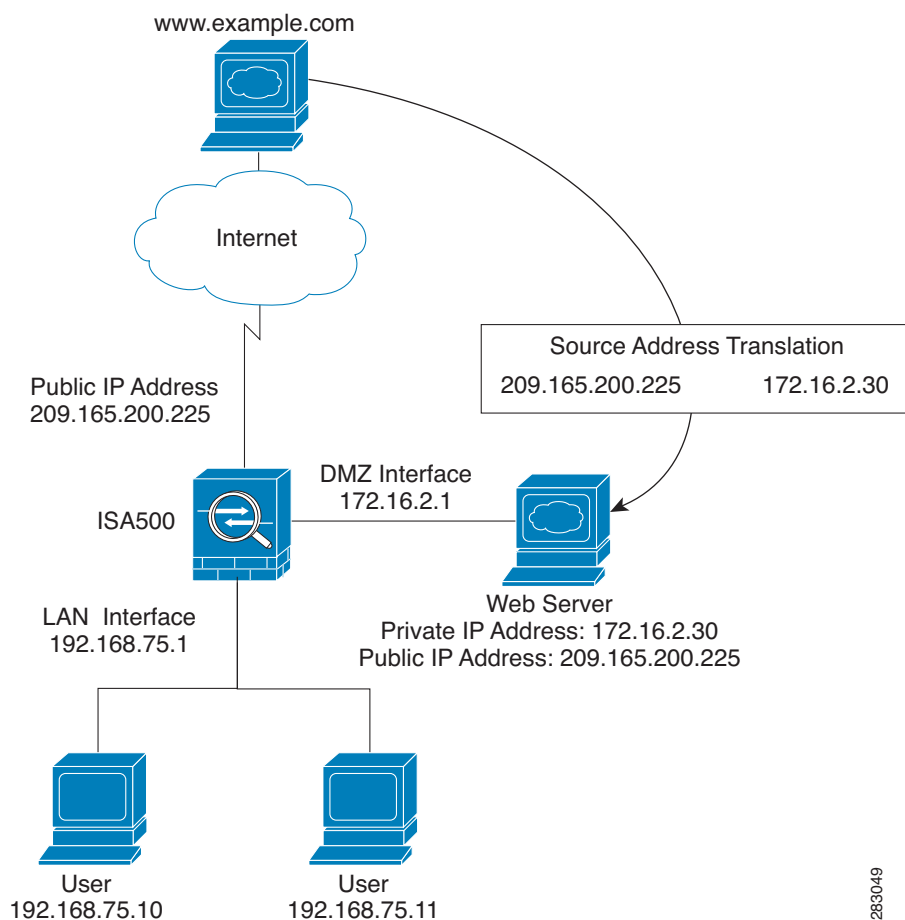 www.example.com
Internet
Source Address Translation
209.165.200.225 172.16.2.30
Public IP Address
209.165.200.225
DMZ Interface
172.16.2.1
ISA500
Web Server
Private IP Address: 172.16.2.30
Public IP Address: 209.165.200.225
LAN Interface
192.168.75.1
User
192.168.75.10
User
192.168.75.11
283049